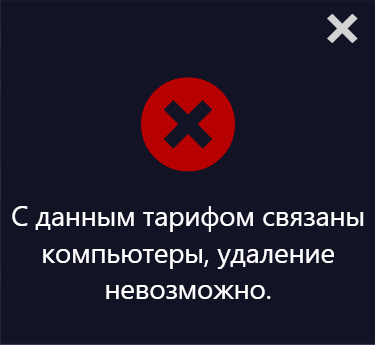 С данным тарифом связаны
компьютеры, удаление
невозможно.